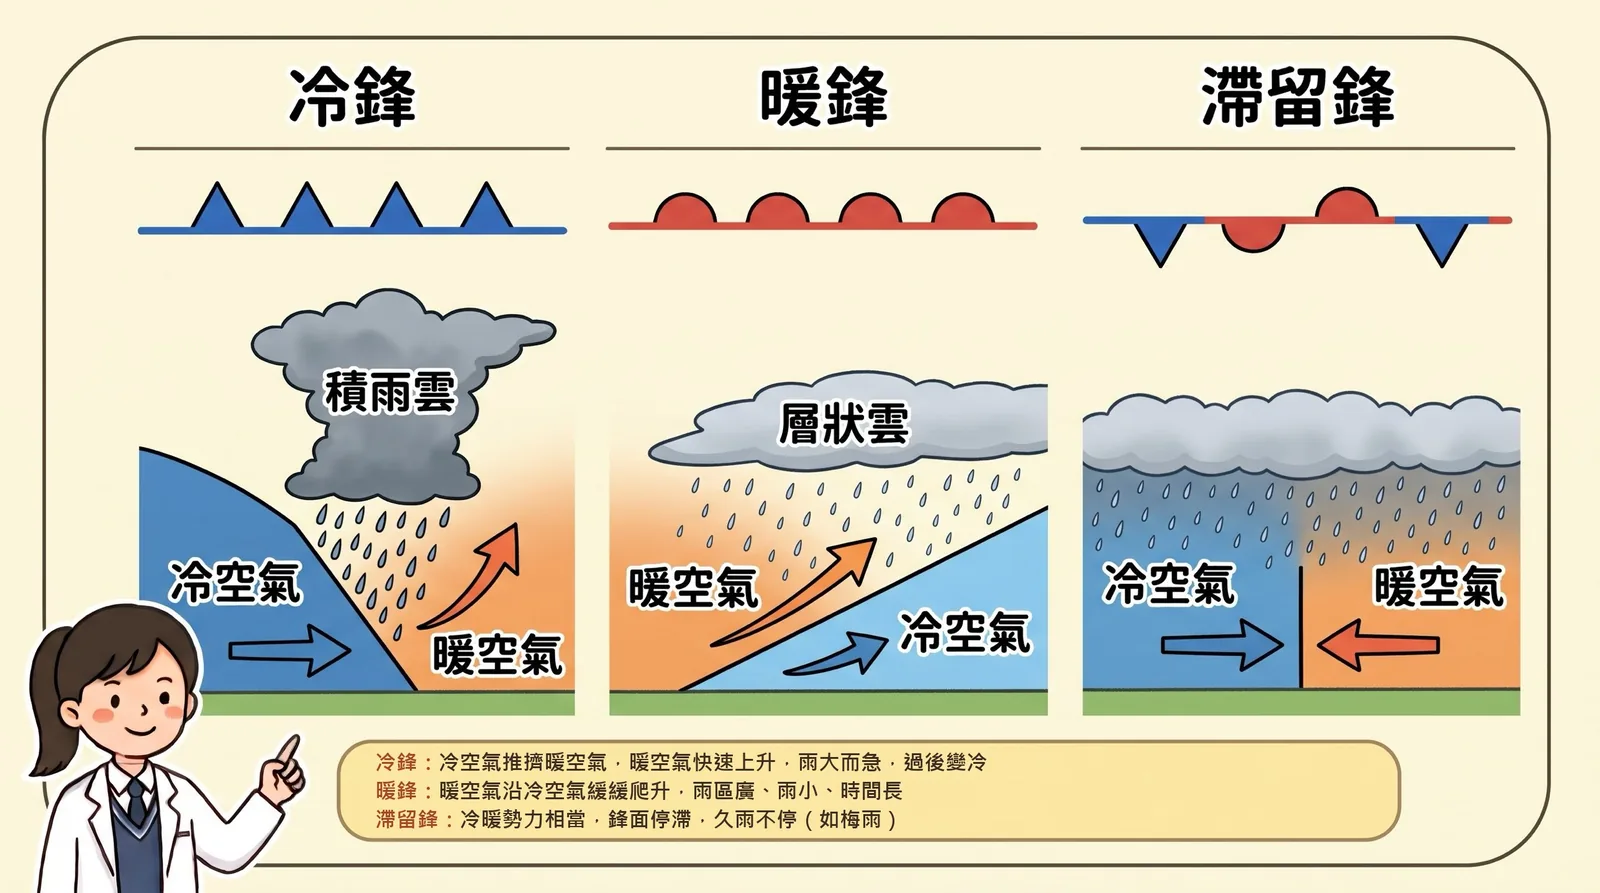 冷鋒
暖鋒
滯留鋒
積雨雲
冷空氣
暖空氣
層狀雲
暖空氣
冷空氣
冷空氣
暖空氣
冷鋒：冷空氣推擠暖空氣，暖空氣快速上升，雨大而急，過後變冷
暖鋒：暖空氣沿冷空氣緩緩爬升，雨區廣、雨小、時間長
滯留鋒：冷暖勢力相當，鋒面停滯，久雨不停（如梅雨）